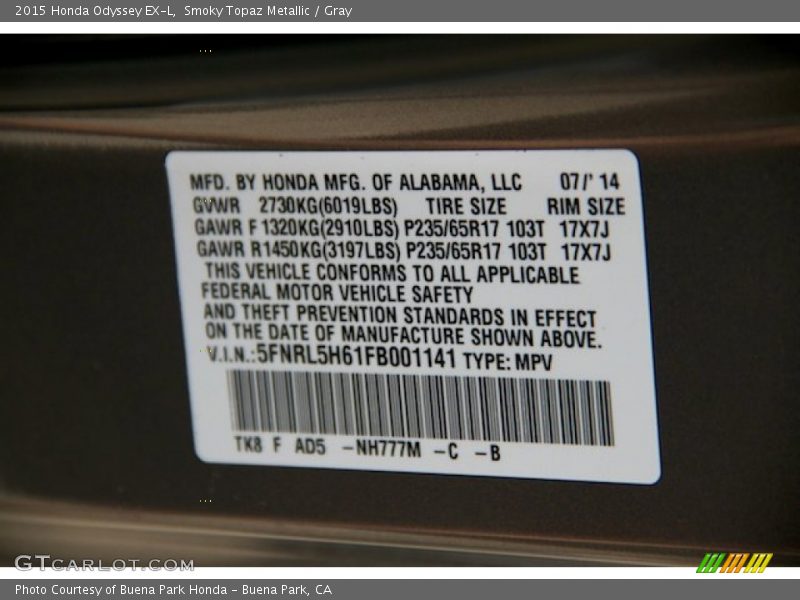 2015 Honda Odyssey EX-L,  Smoky Topaz Metallic / Gray
MFD. BY HONDA MFG. OF ALABAMA, LLC 07/' 14
GVWR 2730KG(6019LBS) TIRE SIZE RIM SIZE
GAWR F 1320KG(2910LBS) P235/65R17 103T 17X7J
GAWR R1450KG(3197LBS) P235/65R17 103T 17X7J
THIS VEHICLE CONFORMS TO ALL APPLICABLE
FEDERAL MOTOR VEHICLE SAFETY
AND THEFT PREVENTION STANDARDS IN EFFECT
ON THE DATE OF MANUFACTURE SHOWN ABOVE.
V.I.N.:5FNRL5H61FB001141 TYPE: MPV
TK8 F AD5 -NH777M -C -B
GTCARLOT.COM
Photo Courtesy of Buena Park Honda - Buena Park, CA